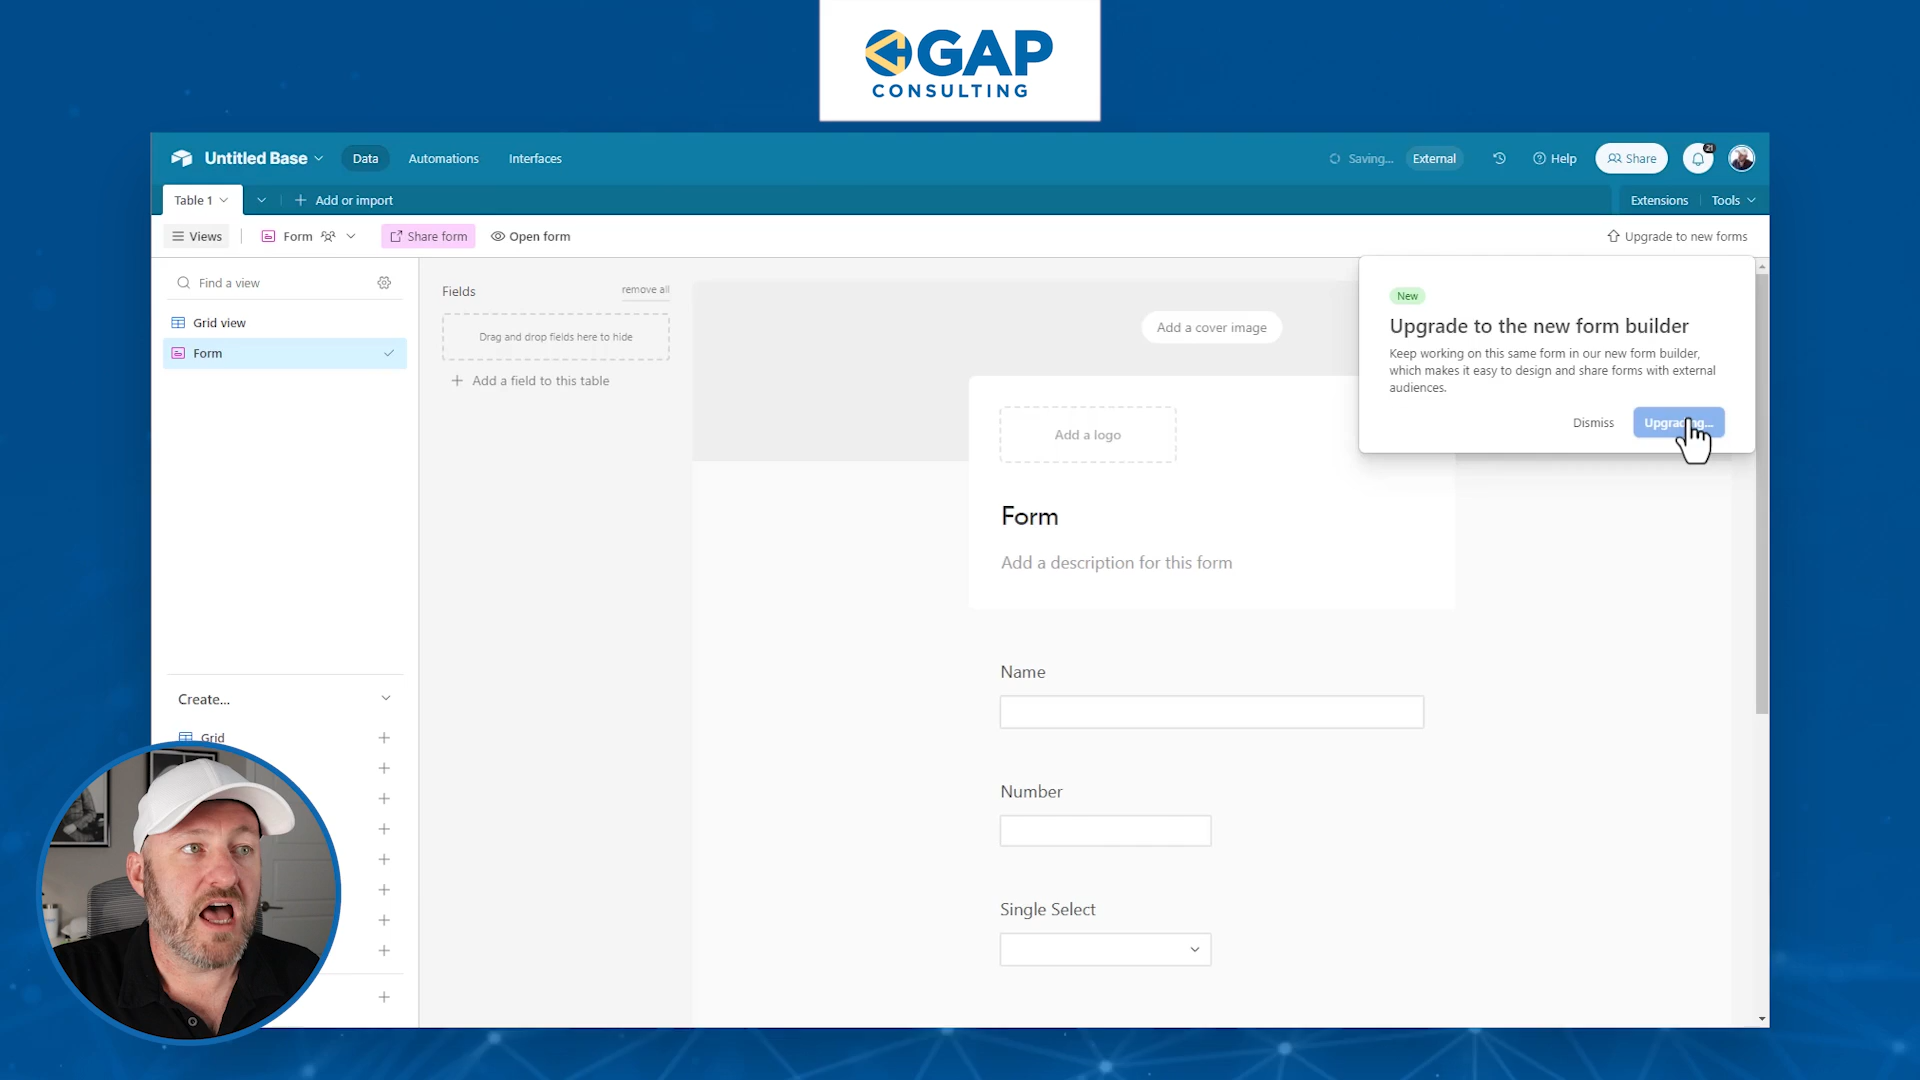 GAP
CONSULTING
Untitled Base
Data
Automations
Interfaces
Saving...
External
Help
Share
21
Table 1
Add or import
Extensions
Tools
Views
Form
Share form
Open form
Upgrade to new forms
Find a view
Grid view
Form
Fields
remove all
Drag and drop fields here to hide
Add a field to this table
Add a cover image
Add a logo
Form
Add a description for this form
New
Upgrade to the new form builder
Keep working on this same form in our new form builder,
which makes it easy to design and share forms with external
audiences.
Dismiss
Name
Number
Single Select
Create...
Grid